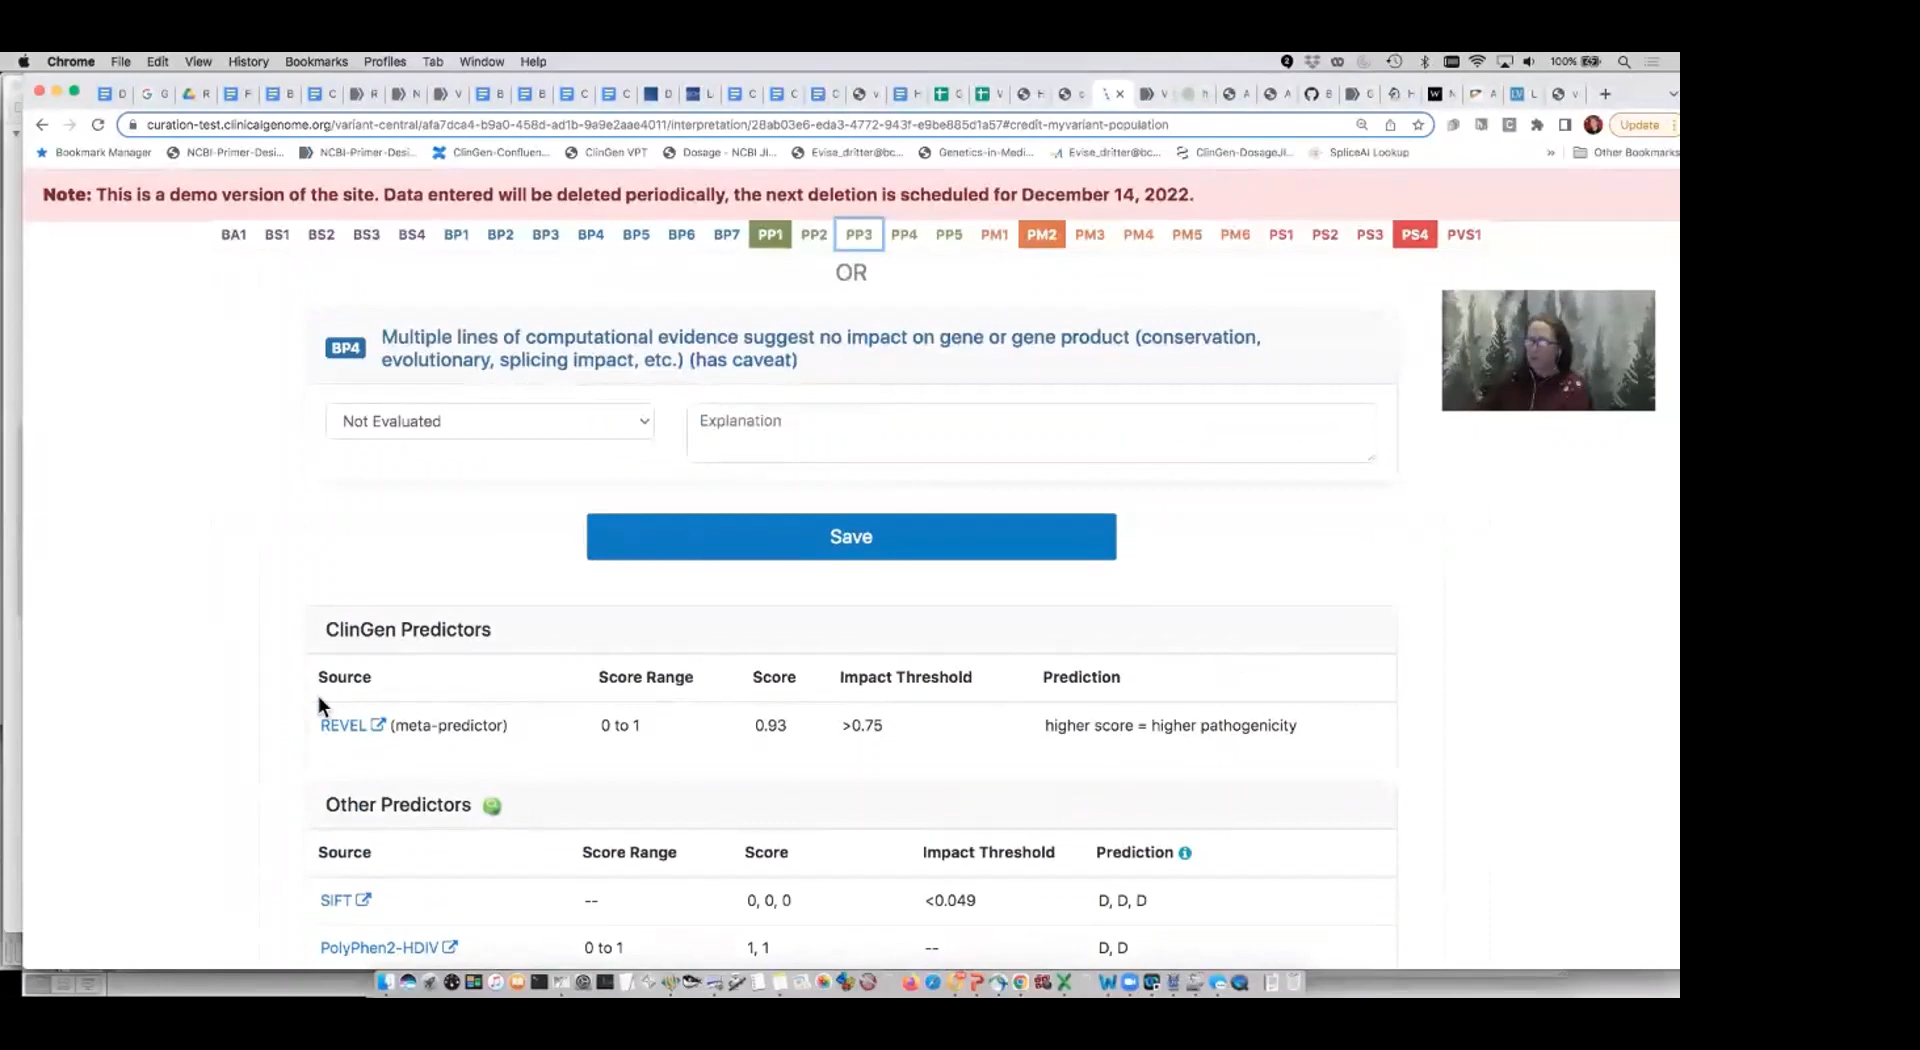 Chrome File Edit View History Bookmarks Profiles Tab Window Help 100%
curation-test.clinicalgenome.org/variant-central/afa7dca4-b9a0-458d-ad1b-9a9e2aae4011/interpretation/28ab03e6-eda3-4772-943f-e9be885d1a57#credit-myvariant-population Update
Bookmark Manager NCBI-Primer-Desi... NCBI-Primer-Desi... ClinGen-Confluen... ClinGen VPT Dosage - NCBI JI... Evise_dritter@bc... Genetics-in-Medi... Evise_dritter@bc... ClinGen-DosageJI... SpliceAI Lookup » Other Bookmarks
Note: This is a demo version of the site. Data entered will be deleted periodically, the next deletion is scheduled for December 14, 2022.
BA1 BS1 BS2 BS3 BS4 BP1 BP2 BP3 BP4 BP5 BP6 BP7 PP1 PP2 PP3 PP4 PP5 PM1 PM2 PM3 PM4 PM5 PM6 PS1 PS2 PS3 PS4 PVS1
OR
BP4 Multiple lines of computational evidence suggest no impact on gene or gene product (conservation,
evolutionary, splicing impact, etc.) (has caveat)
Not Evaluated Explanation
Save
ClinGen Predictors
Source Score Range Score Impact Threshold Prediction
REVEL (meta-predictor) 0 to 1 0.93 >0.75 higher score = higher pathogenicity
Other Predictors
Source Score Range Score Impact Threshold Prediction
SIFT -- 0, 0, 0 <0.049 D, D, D
PolyPhen2-HDIV 0 to 1 1, 1 -- D, D